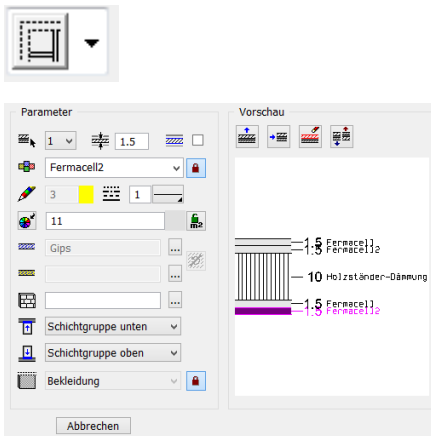 Parameter
1
1.5
Fermacell2
3
1
11
m2
Gips
...
...
...
Schichtgruppe unten
Schichtgruppe oben
Bekleidung
Abbrechen
Vorschau
1.5 Fermacell
1.5 Fermacell2
10 Holzständer-Dämmung
1.5 Fermacell
1.5 Fermacell2